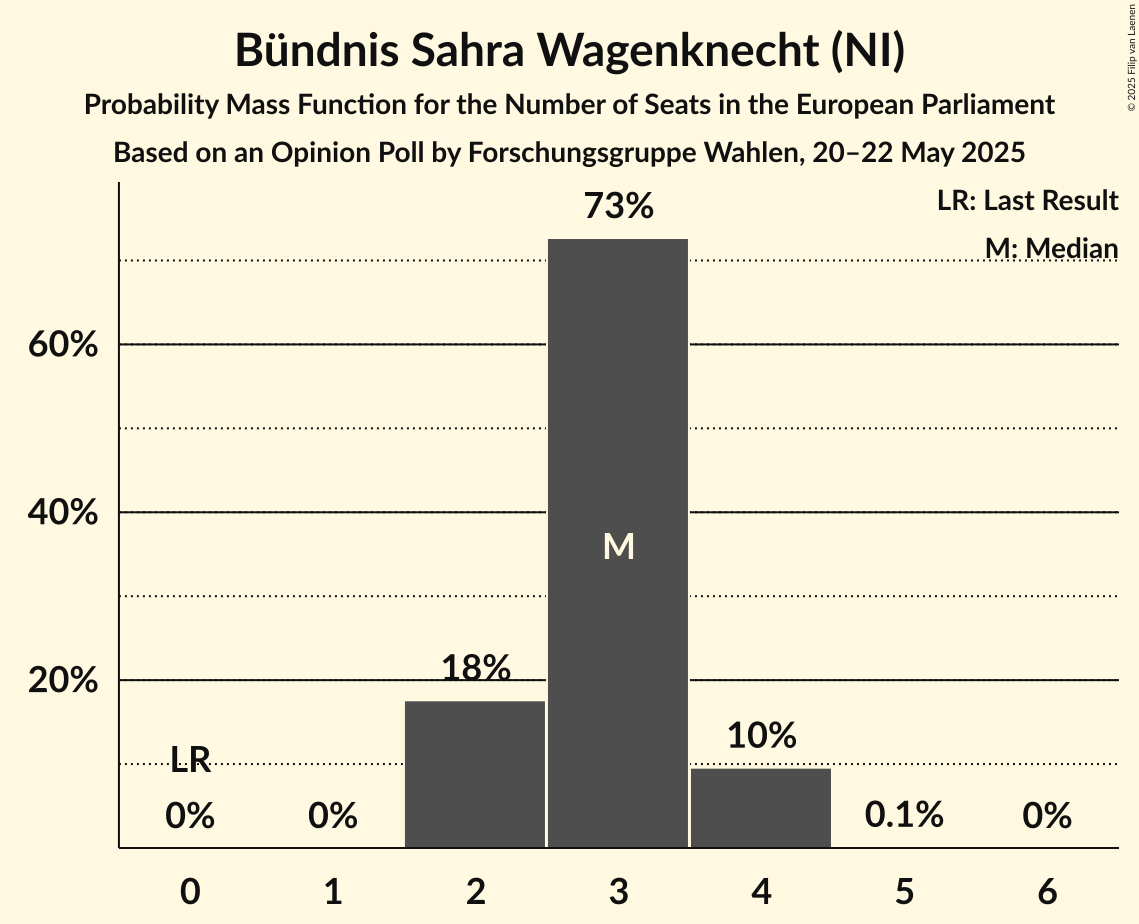 Bündnis Sahra Wagenknecht (NI)
Probability Mass Function for the Number of Seats in the European Parliament
Based on an Opinion Poll by Forschungsgruppe Wahlen, 20–22 May 2025
© 2025 Filip van Laenen
LR: Last Result
M: Median
73%
60%
40%
M
20%
18%
10%
LR
0%
0%
0.1%
0%
0 1 2 3 4 5 6